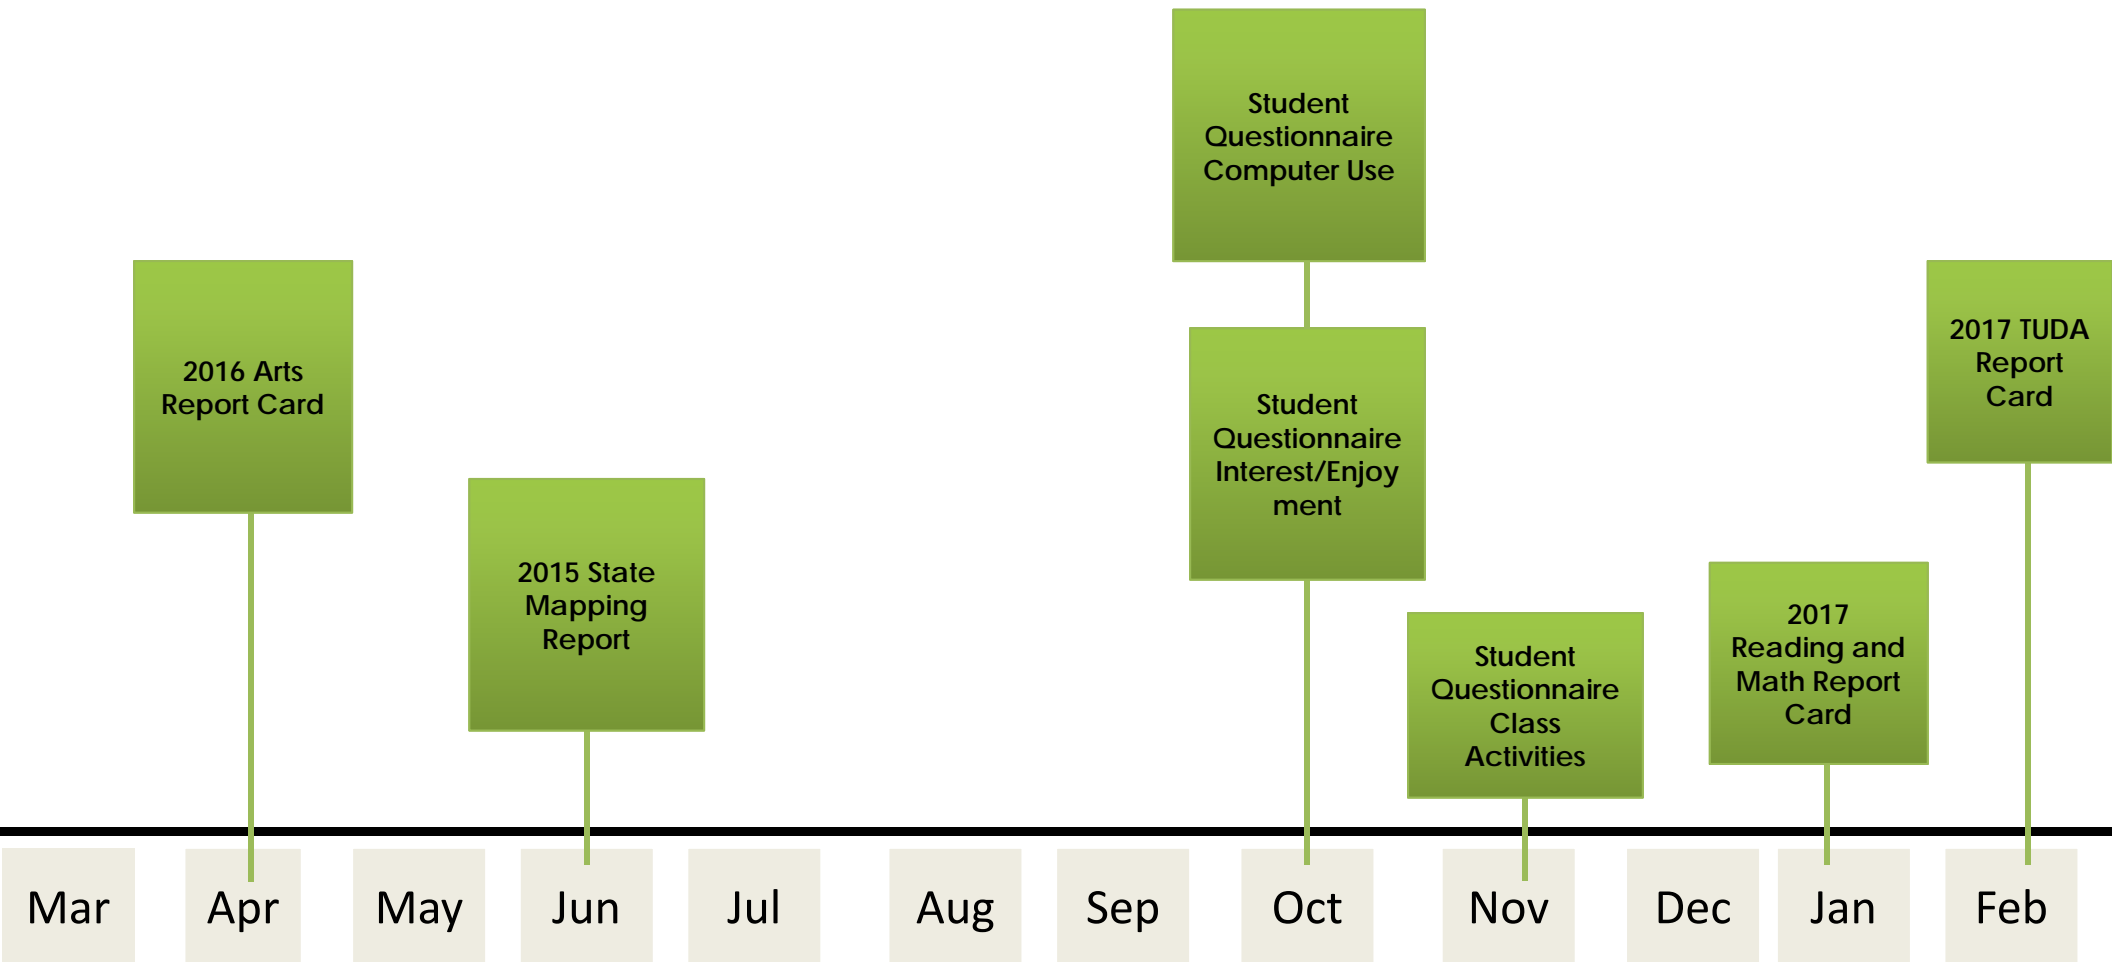 Student
Questionnaire
Computer Use
2016 Arts
Report Card
2017 TUDA
Report
Card
Student
Questionnaire
Interest/Enjoy
ment
2015 State
Mapping
Report
Student
Questionnaire
Class
Activities
2017
Reading and
Math Report
Card
Mar Apr May Jun Jul Aug Sep Oct Nov Dec Jan Feb